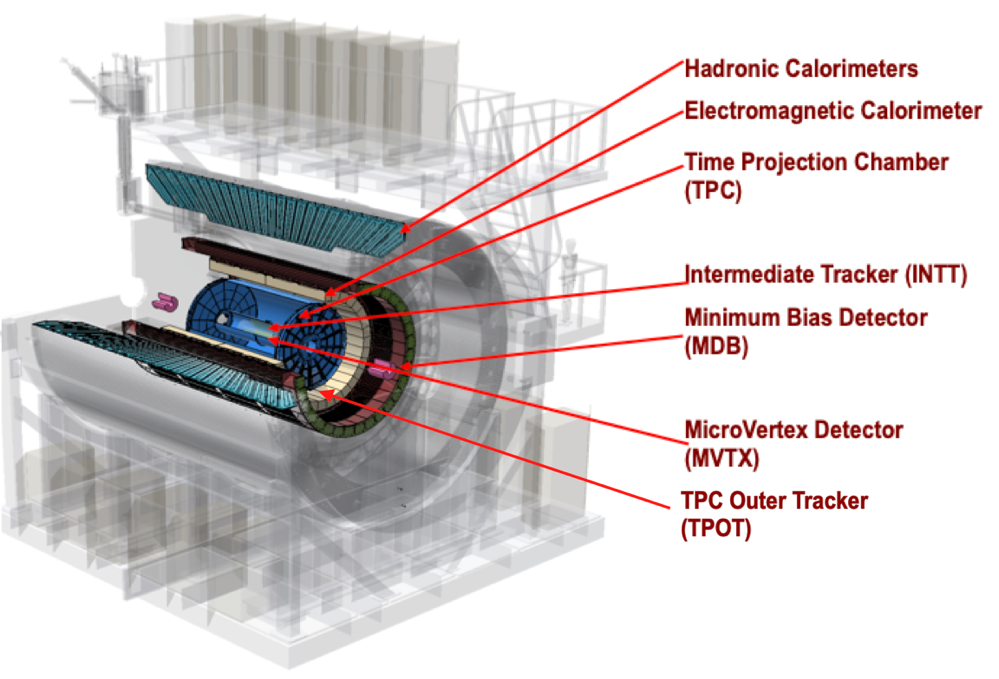 Hadronic Calorimeters
Electromagnetic Calorimeter
Time Projection Chamber
(TPC)
Intermediate Tracker (INTT)
Minimum Bias Detector
(MDB)
MicroVertex Detector
(MVTX)
TPC Outer Tracker
(TPOT)